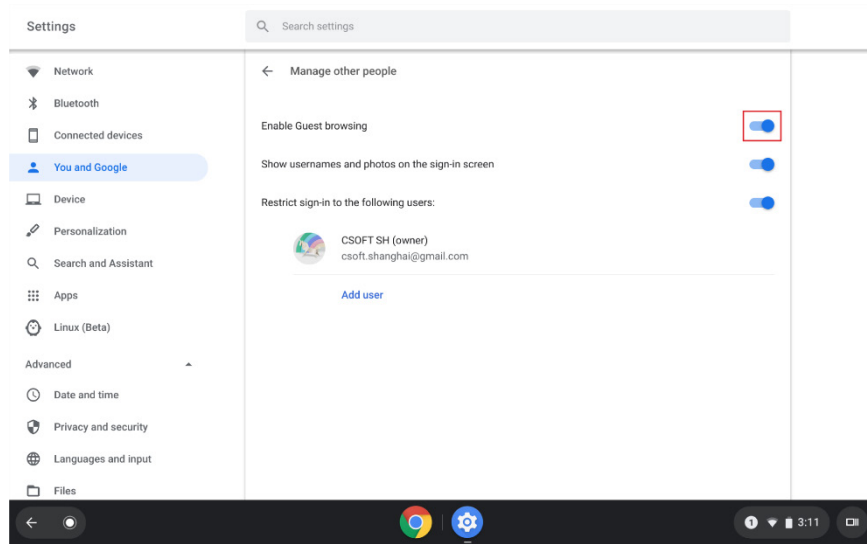 Settings
Search settings
Network
Bluetooth
Connected devices
You and Google
Device
Personalization
Search and Assistant
Apps
Linux (Beta)
Advanced
Date and time
Privacy and security
Languages and input
Files
Manage other people
Enable Guest browsing
Show usernames and photos on the sign-in screen
Restrict sign-in to the following users:
CSOFT SH (owner)
csoft.shanghai@gmail.com
Add user
1 3:11